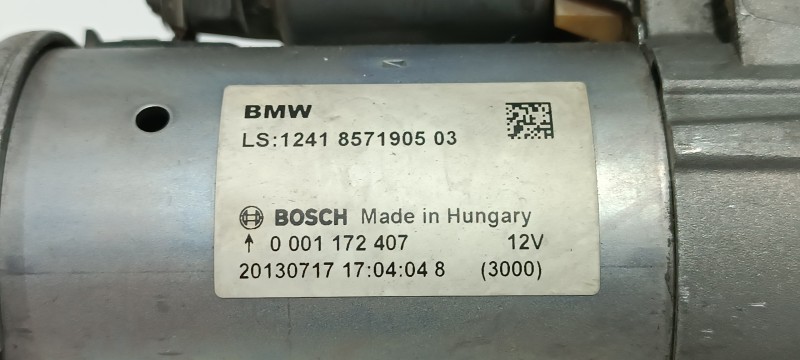 BMW
LS:1241 8571905 03
BOSCH Made in Hungary
↑ 0 001 172 407 12V
20130717 17:04:04 8 (3000)